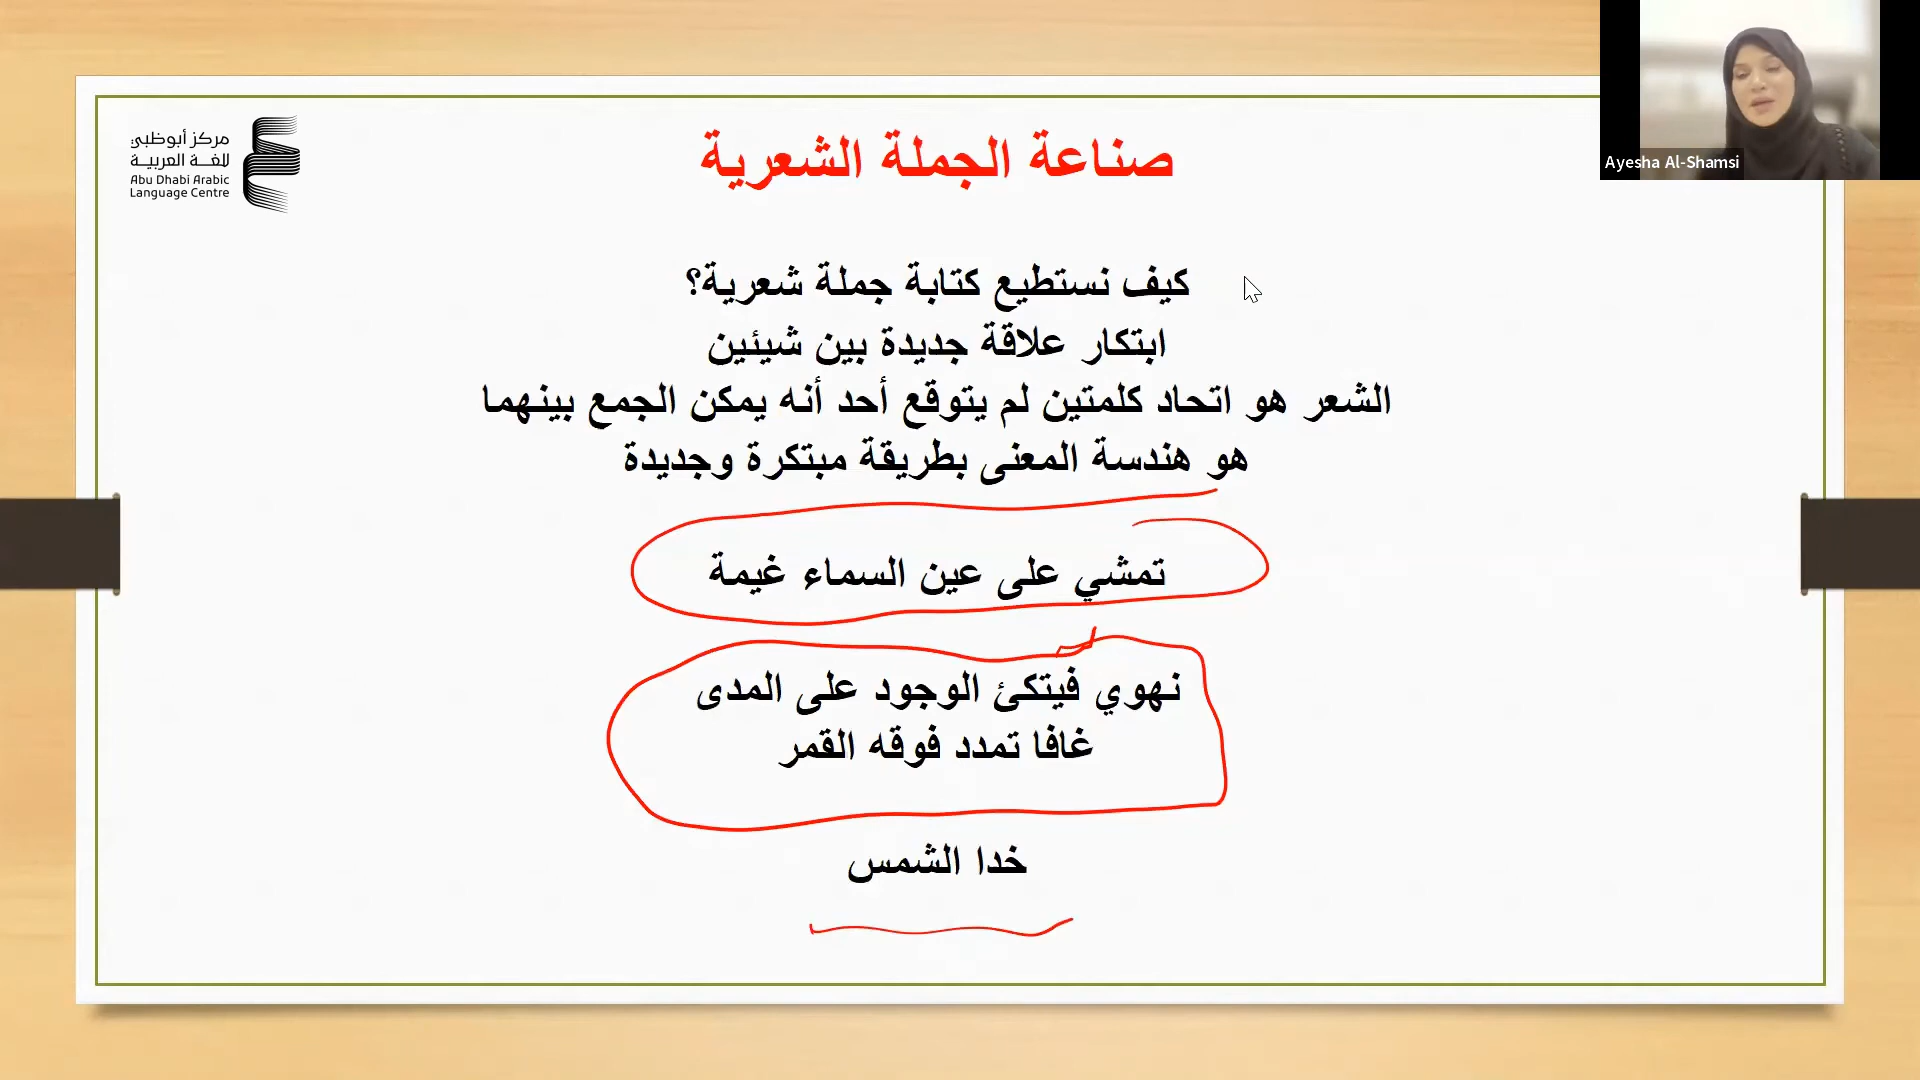 مركز أبوظبي
للغة العربية
Abu Dhabi Arabic
Language Centre
Ayesha Al-Shamsi
صناعة الجملة الشعرية
كيف نستطيع كتابة جملة شعرية؟
ابتكار علاقة جديدة بين شيئين
الشعر هو اتحاد كلمتين لم يتوقع أحد أنه يمكن الجمع بينهما
هو هندسة المعنى بطريقة مبتكرة وجديدة
تمشي على عين السماء غيمة
نهوي فيتكئ الوجود على المدى
غافا تمدد فوقه القمر
خدا الشمس